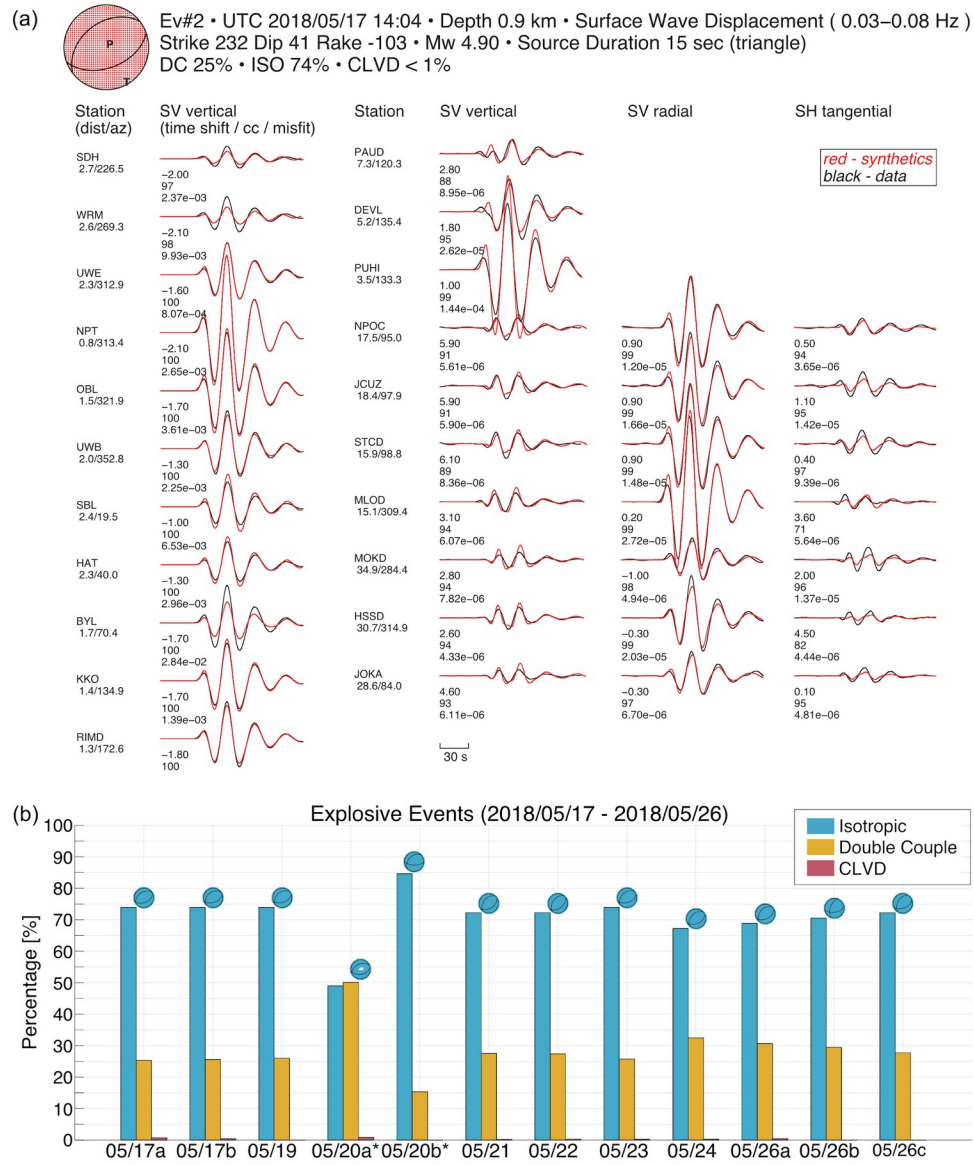 (a)
Ev#2 • UTC 2018/05/17 14:04 • Depth 0.9 km • Surface Wave Displacement ( 0.03−0.08 Hz )
Strike 232 Dip 41 Rake -103 • Mw 4.90 • Source Duration 15 sec (triangle)
DC 25% • ISO 74% • CLVD < 1%
P
T
Station
(dist/az)
SV vertical
(time shift / cc / misfit)
SDH
2.7/226.5
−2.00
97
2.37e−03
WRM
2.6/269.3
−2.10
98
9.93e−03
UWE
2.3/312.9
−1.60
100
8.07e−04
NPT
0.8/313.4
−2.10
100
2.65e−03
OBL
1.5/321.9
−1.70
100
3.61e−03
UWB
2.0/352.8
−1.30
100
2.25e−03
SBL
2.4/19.5
−1.00
100
6.53e−03
HAT
2.3/40.0
−1.30
100
2.96e−03
BYL
1.7/70.4
−1.70
100
2.84e−02
KKO
1.4/134.9
−1.70
100
1.39e−03
RIMD
1.3/172.6
−1.80
100
Station
SV vertical
SV radial
SH tangential
red - synthetics
black - data
PAUD
7.3/120.3
2.80
88
8.95e−06
DEVL
5.2/135.4
1.80
95
2.62e−05
PUHI
3.5/133.3
1.00
99
1.44e−04
NPOC
17.5/95.0
5.90
91
5.61e−06
0.90
99
1.20e−05
0.50
94
3.65e−06
JCUZ
18.4/97.9
5.90
91
5.90e−06
0.90
99
1.66e−05
1.10
95
1.42e−05
STCD
15.9/98.8
6.10
89
8.36e−06
0.90
99
1.48e−05
0.40
97
9.39e−06
MLOD
15.1/309.4
3.10
94
6.07e−06
0.20
99
2.72e−05
3.60
71
5.64e−06
MOKD
34.9/284.4
2.80
94
7.82e−06
−1.00
98
4.94e−06
2.00
96
1.37e−05
HSSD
30.7/314.9
2.60
94
4.33e−06
−0.30
99
2.03e−05
4.50
82
4.44e−06
JOKA
28.6/84.0
4.60
93
6.11e−06
−0.30
97
6.70e−06
0.10
95
4.81e−06
30 s
(b)
Explosive Events (2018/05/17 - 2018/05/26)
Isotropic
Double Couple
CLVD
Percentage [%]
100
90
80
70
60
50
40
30
20
10
0
05/17a 05/17b 05/19 05/20a* 05/20b* 05/21 05/22 05/23 05/24 05/26a 05/26b 05/26c